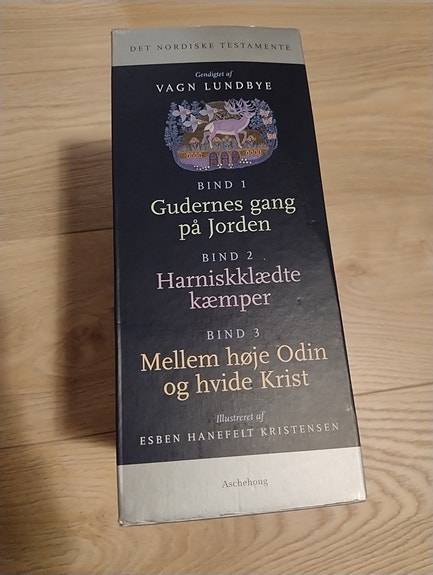 DET NORDISKE TESTAMENTE
Gendigtet af
VAGN LUNDBYE
BIND 1
Gudernes gang
på Jorden
BIND 2
Harniskklædte
kæmper
BIND 3
Mellem høje Odin
og hvide Krist
Illustreret af
ESBEN HANEFELT KRISTENSEN
Aschehoug